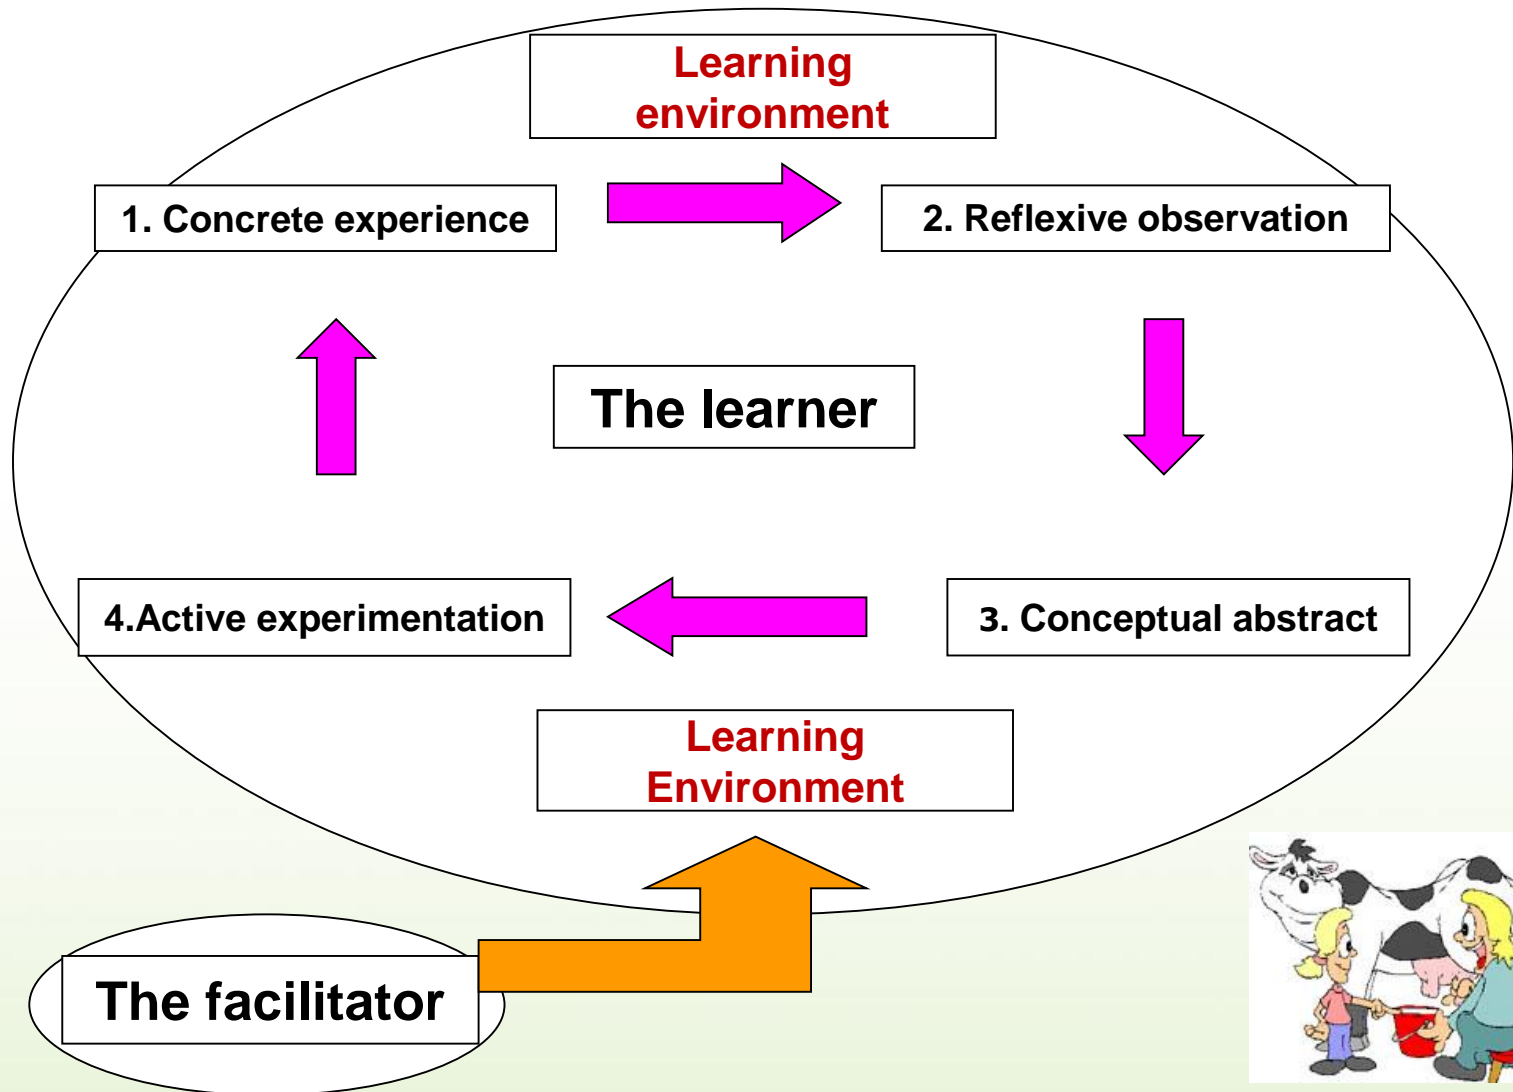 Learning
environment
1. Concrete experience
2. Reflexive observation
The learner
4.Active experimentation
3. Conceptual abstract
Learning
Environment
The facilitator